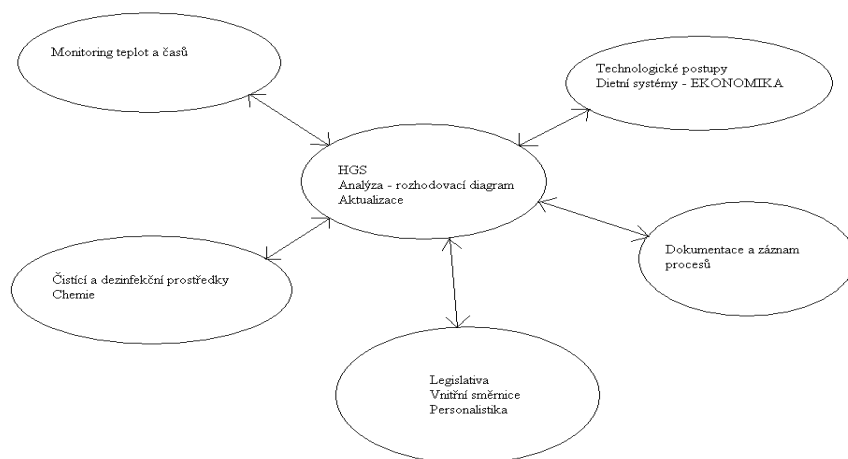 Monitoring teplot a časů
Technologické postupy
Dietní systémy - EKONOMIKA
HGS
Analýza - rozhodovací diagram
Aktualizace
Dokumentace a záznam
procesů
Čistící a dezinfekční prostředky
Chemie
Legislativa
Vnitřní směrnice
Personalistika